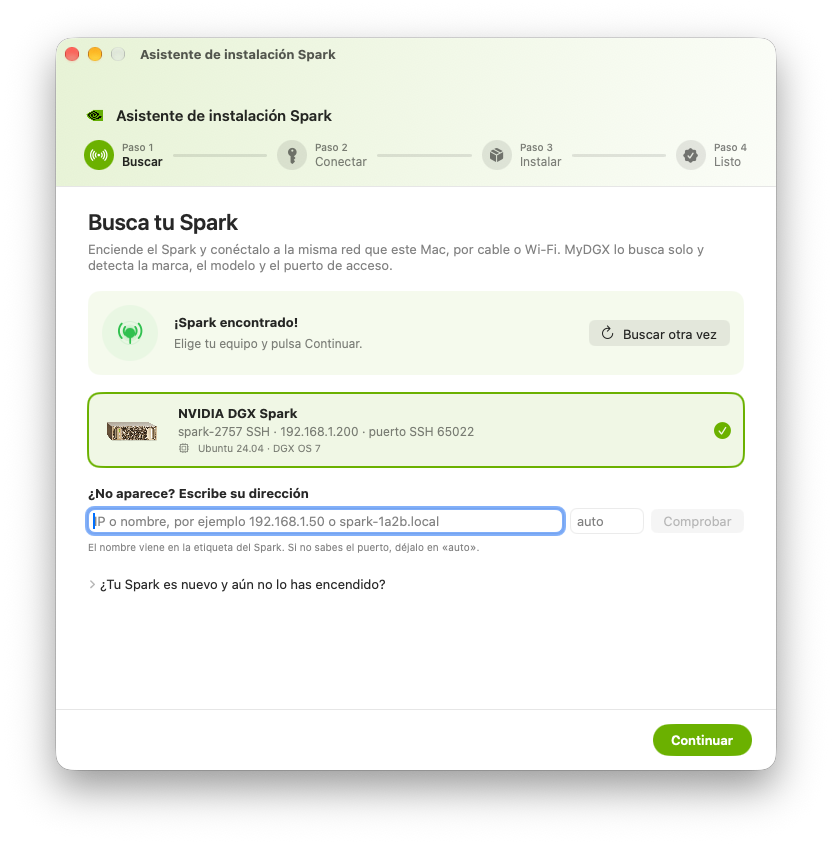 Asistente de instalación Spark
Asistente de instalación Spark
Paso 1
Buscar
Paso 2
Conectar
Paso 3
Instalar
Paso 4
Listo
Busca tu Spark
Enciende el Spark y conéctalo a la misma red que este Mac, por cable o Wi-Fi. MyDGX lo busca solo y
detecta la marca, el modelo y el puerto de acceso.
¡Spark encontrado!
Elige tu equipo y pulsa Continuar.
Buscar otra vez
NVIDIA DGX Spark
spark-2757 SSH · 192.168.1.200 · puerto SSH 65022
Ubuntu 24.04 · DGX OS 7
¿No aparece? Escribe su dirección
IP o nombre, por ejemplo 192.168.1.50 o spark-1a2b.local
auto
Comprobar
El nombre viene en la etiqueta del Spark. Si no sabes el puerto, déjalo en «auto».
¿Tu Spark es nuevo y aún no lo has encendido?
Continuar